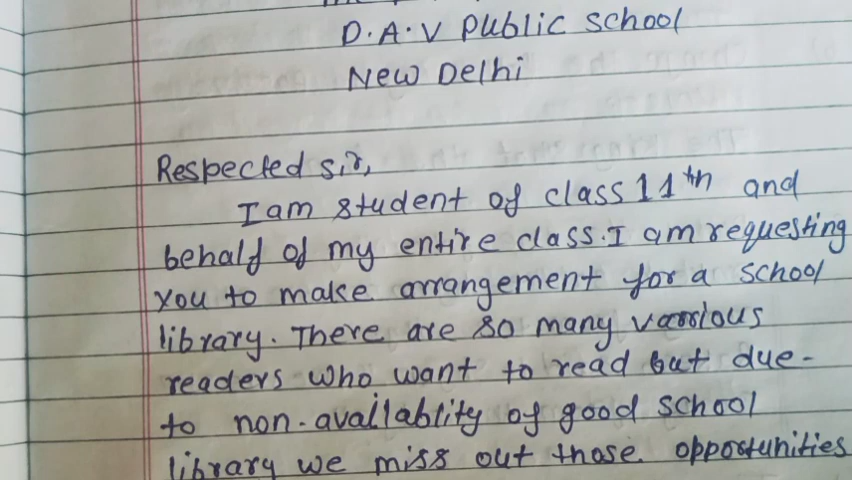 D.A.V Public School
New Delhi
Respected sir,
I am student of class 11th and
behalf of my entire class. I am requesting
you to make arrangement for a school
library. There are so many various
readers who want to read but due-
to non-availablity of good school
library we miss out those opportunities